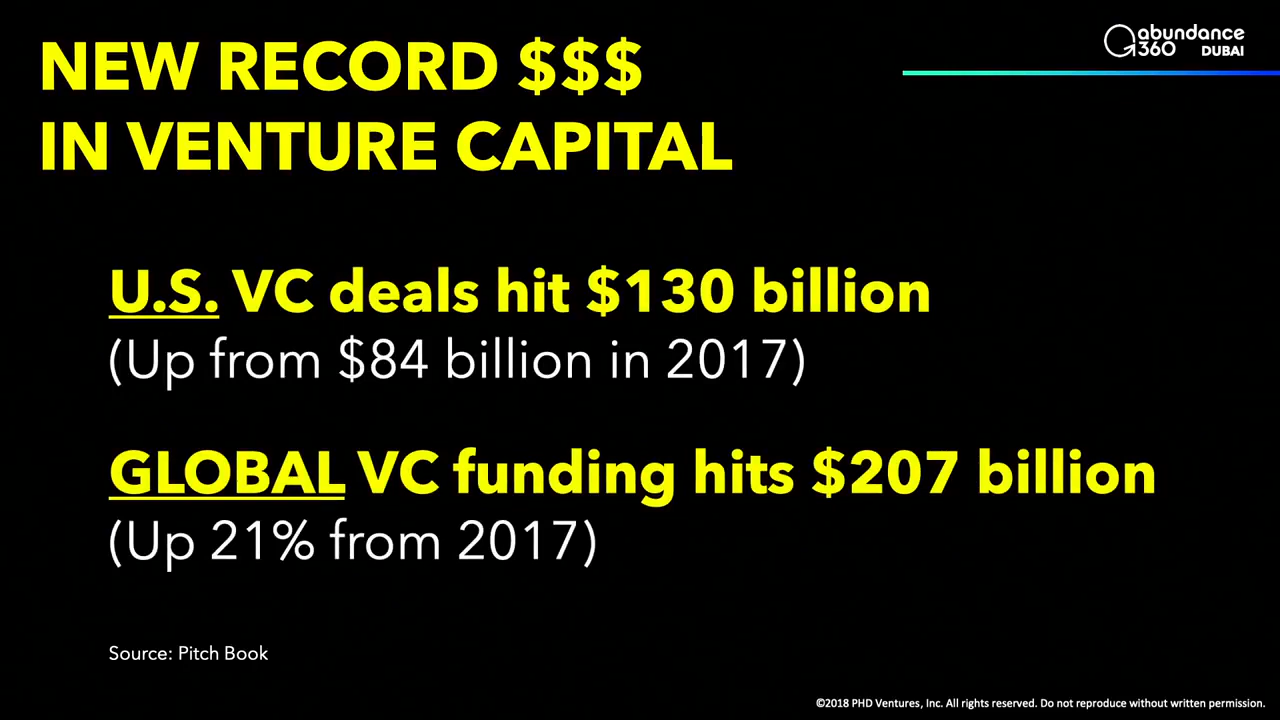 NEW RECORD $$$
IN VENTURE CAPITAL
abundance
360 DUBAI
U.S. VC deals hit $130 billion
(Up from $84 billion in 2017)
GLOBAL VC funding hits $207 billion
(Up 21% from 2017)
Source: Pitch Book
©2018 PHD Ventures, Inc. All rights reserved. Do not reproduce without written permission.